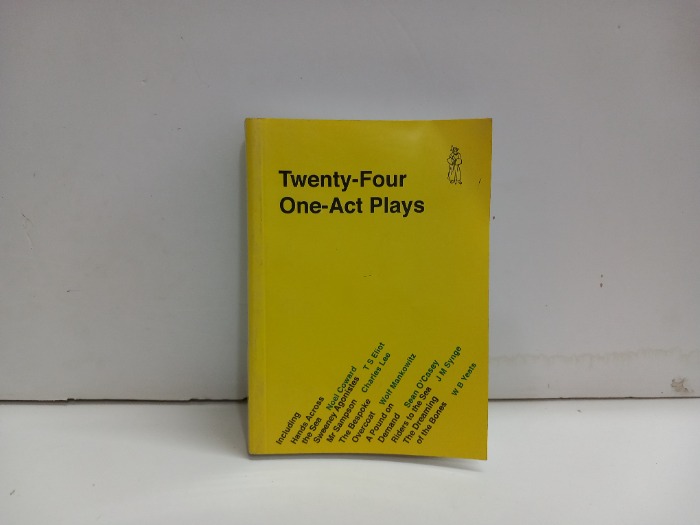 Twenty-Four
One-Act Plays
Including
Hands Across
the Sea Noel Coward
Sweeney Agonistes T S Eliot
Mr Sampson Charles Lee
The Bespoke
Overcoat Wolf Mankowitz
A Pound on
Demand Sean O'Casey
Riders to the Sea J M Synge
The Dreaming
of the Bones W B Yeats